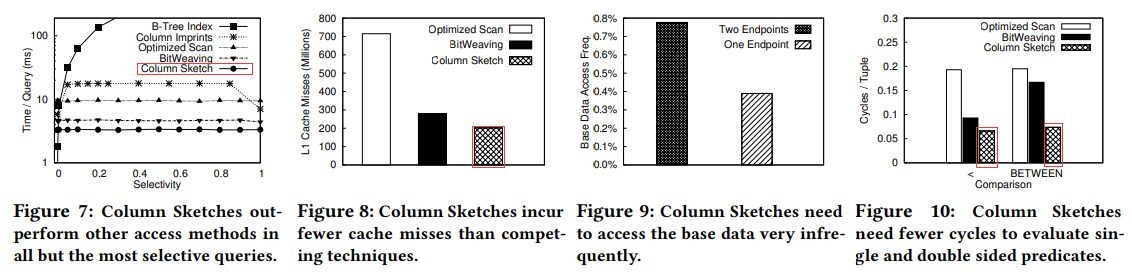 100
10
1
Time / Query (ms)
0
0.2
0.4
0.6
0.8
1
Selectivity
B-Tree Index
Column Imprints
Optimized Scan
BitWeaving
Column Sketch
Figure 7: Column Sketches out-
perform other access methods in
all but the most selective queries.
800
700
600
500
400
300
200
100
0
L1 Cache Misses (Millions)
Optimized Scan
BitWeaving
Column Sketch
Figure 8: Column Sketches incur
fewer cache misses than compet-
ing techniques.
0.8%
0.7%
0.6%
0.5%
0.4%
0.3%
0.2%
0.1%
0.0%
Base Data Access Freq.
Two Endpoints
One Endpoint
Figure 9: Column Sketches need
to access the base data very infre-
quently.
0.3
0.25
0.2
0.15
0.1
0.05
0
Cycles / Tuple
Optimized Scan
BitWeaving
Column Sketch
<
BETWEEN
Comparison
Figure 10: Column Sketches
need fewer cycles to evaluate sin-
gle and double sided predicates.